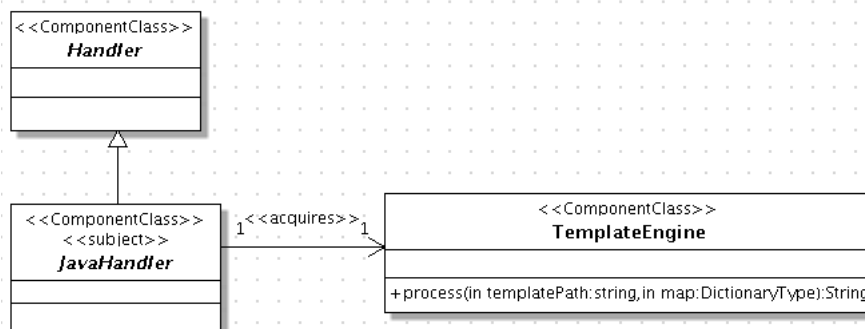 <<ComponentClass>>
Handler
<<ComponentClass>>
<<subject>>
JavaHandler
1 <<acquires>> 1
<<ComponentClass>>
TemplateEngine
+process(in templatePath:string,in map:DictionaryType):String